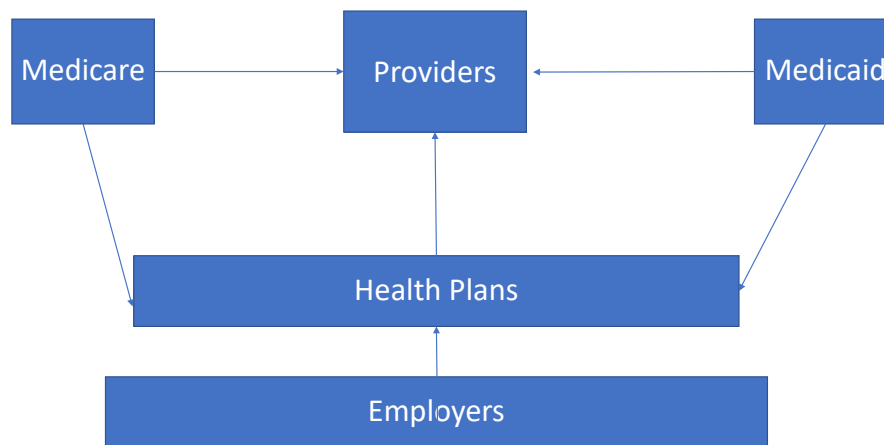 Medicare
Providers
Medicaid
Health Plans
Employers